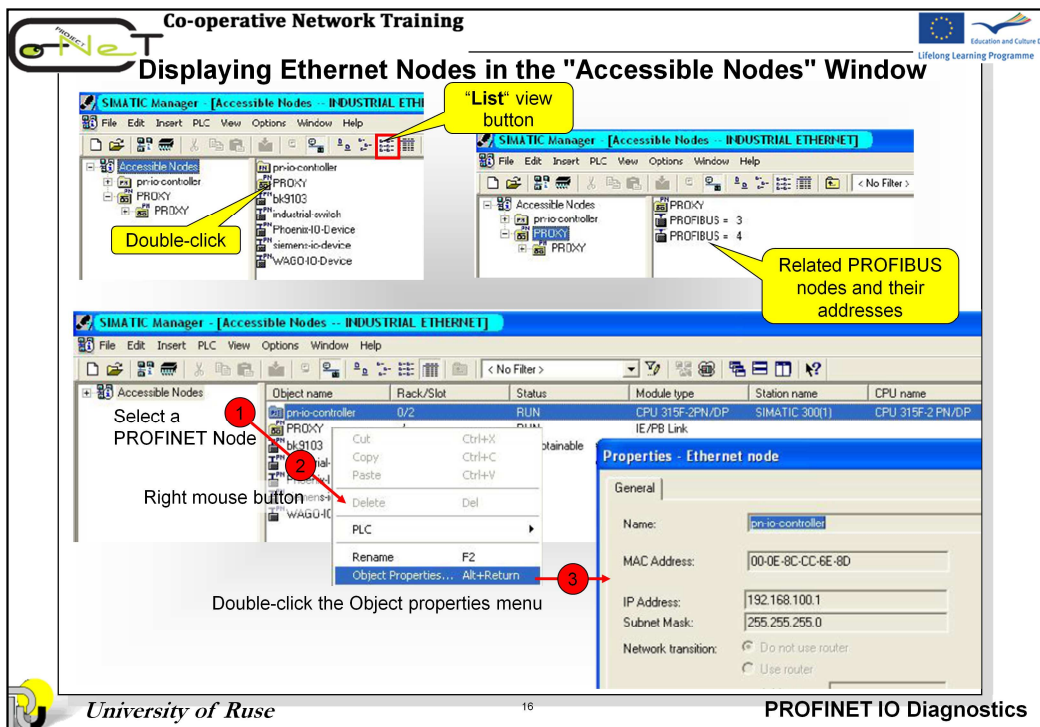 Co-operative Network Training
PROJECT
Co-NeT
Education and Culture D
Lifelong Learning Programme
Displaying Ethernet Nodes in the "Accessible Nodes" Window
SIMATIC Manager - [Accessible Nodes -- INDUSTRIAL ETH
File Edit Insert PLC View Options Window Help
Accessible Nodes
pn-io-controller
PROXY
PROXY
pn-io-controller
PROXY
bk9103
industrial-switch
Phoenix-IO-Device
siemens-io-device
WAGO-IO-Device
Double-click
"List" view
button
SIMATIC Manager - [Accessible Nodes -- INDUSTRIAL ETHERNET]
File Edit Insert PLC View Options Window Help
< No Filter >
Accessible Nodes
pn-io-controller
PROXY
PROXY
PROXY
PROFIBUS = 3
PROFIBUS = 4
Related PROFIBUS
nodes and their
addresses
SIMATIC Manager - [Accessible Nodes -- INDUSTRIAL ETHERNET]
File Edit Insert PLC View Options Window Help
< No Filter >
Accessible Nodes
Object name Rack/Slot Status Module type Station name CPU name
pn-io-controller 0/2 RUN CPU 315F-2PN/DP SIMATIC 300(1) CPU 315F-2 PN/DP
PROXY -/- RUN IE/PB Link
bk9103
WAGO-IO
Select a
PROFINET Node
1
2
Right mouse button
Cut Ctrl+X
Copy Ctrl+C
Paste Ctrl+V
Delete Del
PLC
Rename F2
Object Properties... Alt+Return
3
Double-click the Object properties menu
Properties - Ethernet node
General
Name: pn-io-controller
MAC Address: 00-0E-8C-CC-6E-8D
IP Address: 192.168.100.1
Subnet Mask: 255.255.255.0
Network transition: Do not use router
Use router
University of Ruse
16
PROFINET IO Diagnostics